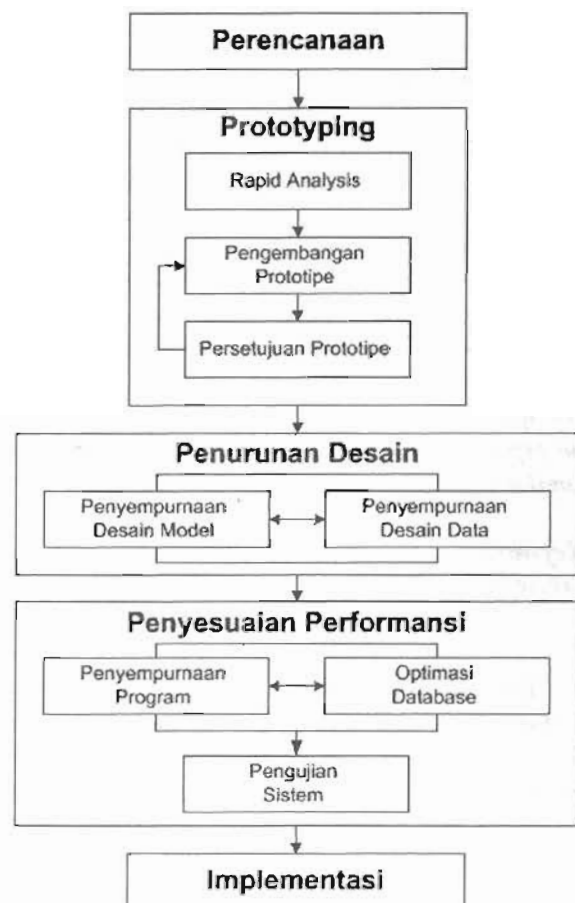 Perencanaan
Prototyping
Rapid Analysis
Pengembangan
Prototipe
Persetujuan Prototipe
Penurunan Desain
Penyempurnaan
Desain Model
Penyempurnaan
Desain Data
Penyesuaian Performansi
Penyempurnaan
Program
Optimasi
Database
Pengujian
Sistem
Implementasi